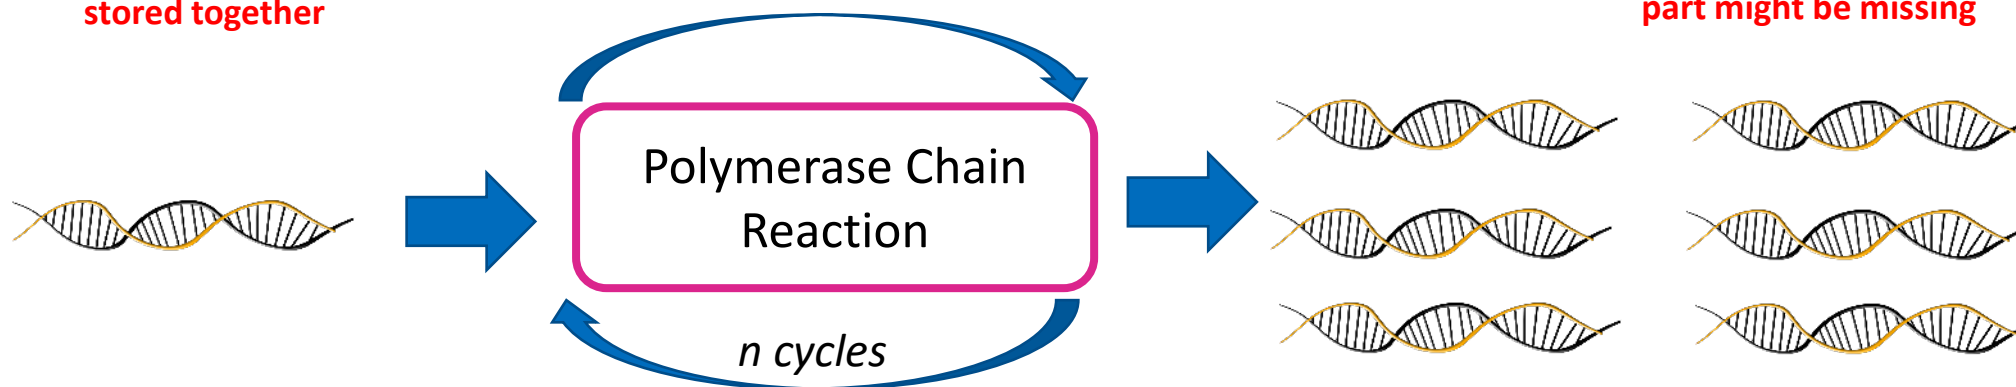 stored together
part might be missing
Polymerase Chain
Reaction
n cycles